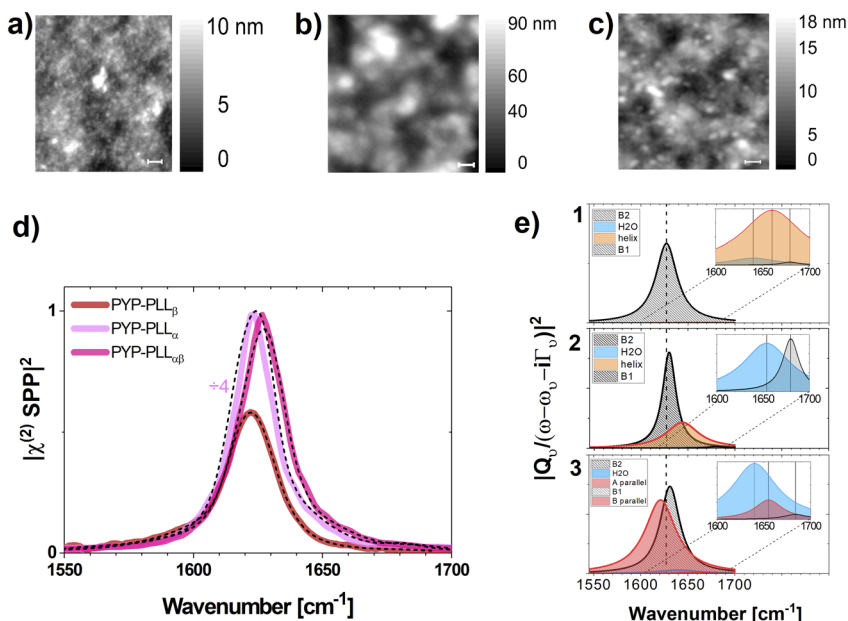 a)
10 nm
5
0
b)
90 nm
60
40
0
c)
18 nm
15
10
5
0
d)
|χ(2) SPP|2
1
0
PYP-PLLβ
PYP-PLLα
PYP-PLLαβ
÷4
1550
1600
1650
1700
Wavenumber [cm-1]
e)
|Qυ/(ω−ωυ−iΓυ)|2
1
B2
H2O
helix
B1
1600
1650
1700
2
B2
H2O
helix
B1
1600
1650
1700
3
B2
H2O
A parallel
B1
B parallel
1600
1650
1700
1550
1600
1650
1700
Wavenumber [cm-1]